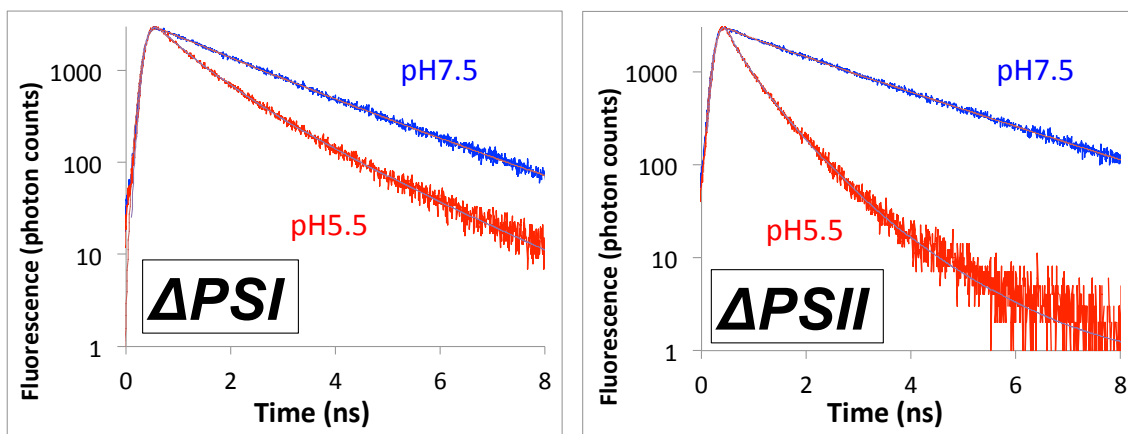 Fluorescence (photon counts)
1000
100
10
1
pH7.5
pH5.5
ΔPSI
0 2 4 6 8
Time (ns)
Fluorescence (photon counts)
1000
100
10
1
pH7.5
pH5.5
ΔPSII
0 2 4 6 8
Time (ns)